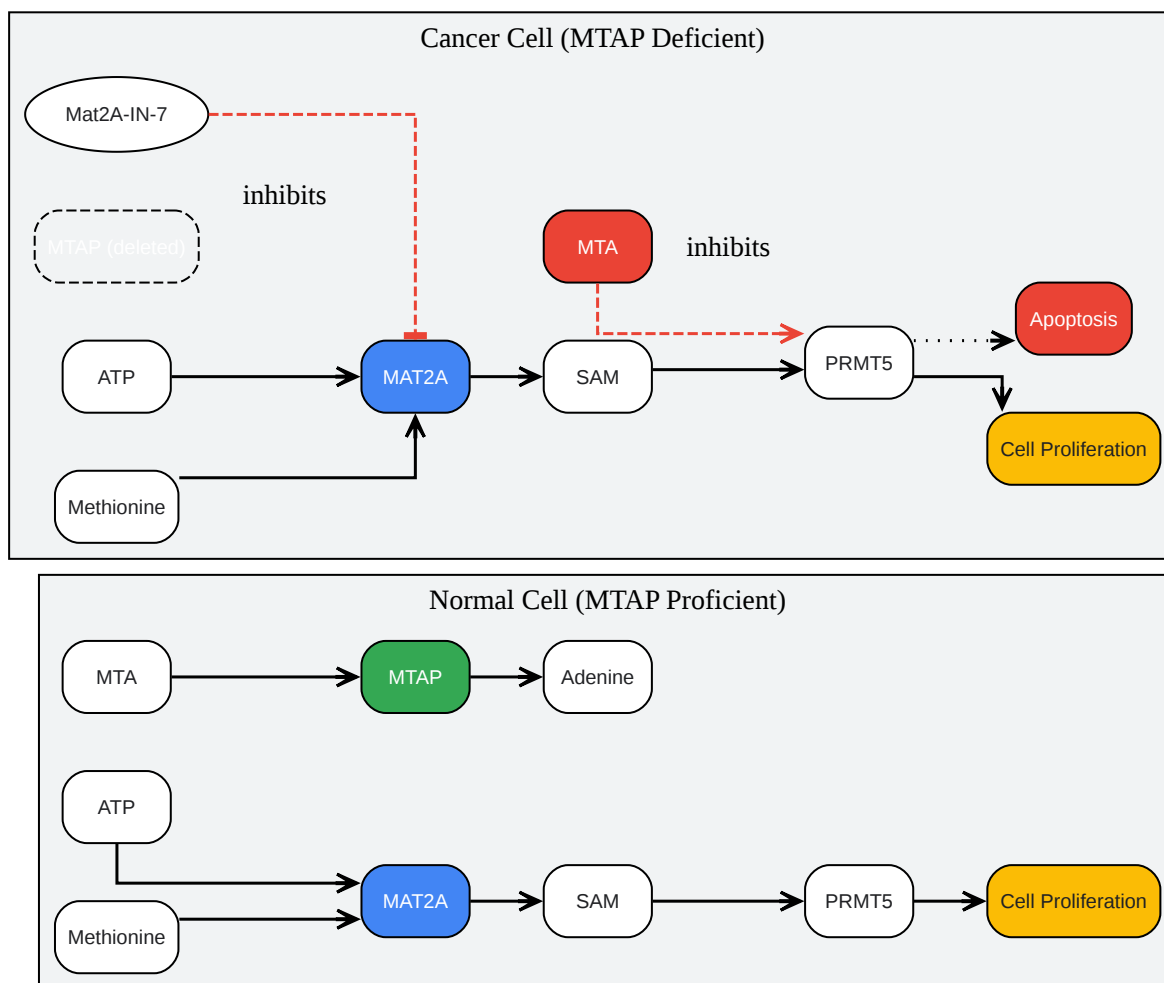 Cancer Cell (MTAP Deficient)
Mat2A-IN-7
inhibits
MTAP (deleted)
MTA
inhibits
Apoptosis
ATP
MAT2A
SAM
PRMT5
Cell Proliferation
Methionine
Normal Cell (MTAP Proficient)
MTA
MTAP
Adenine
ATP
Methionine
MAT2A
SAM
PRMT5
Cell Proliferation